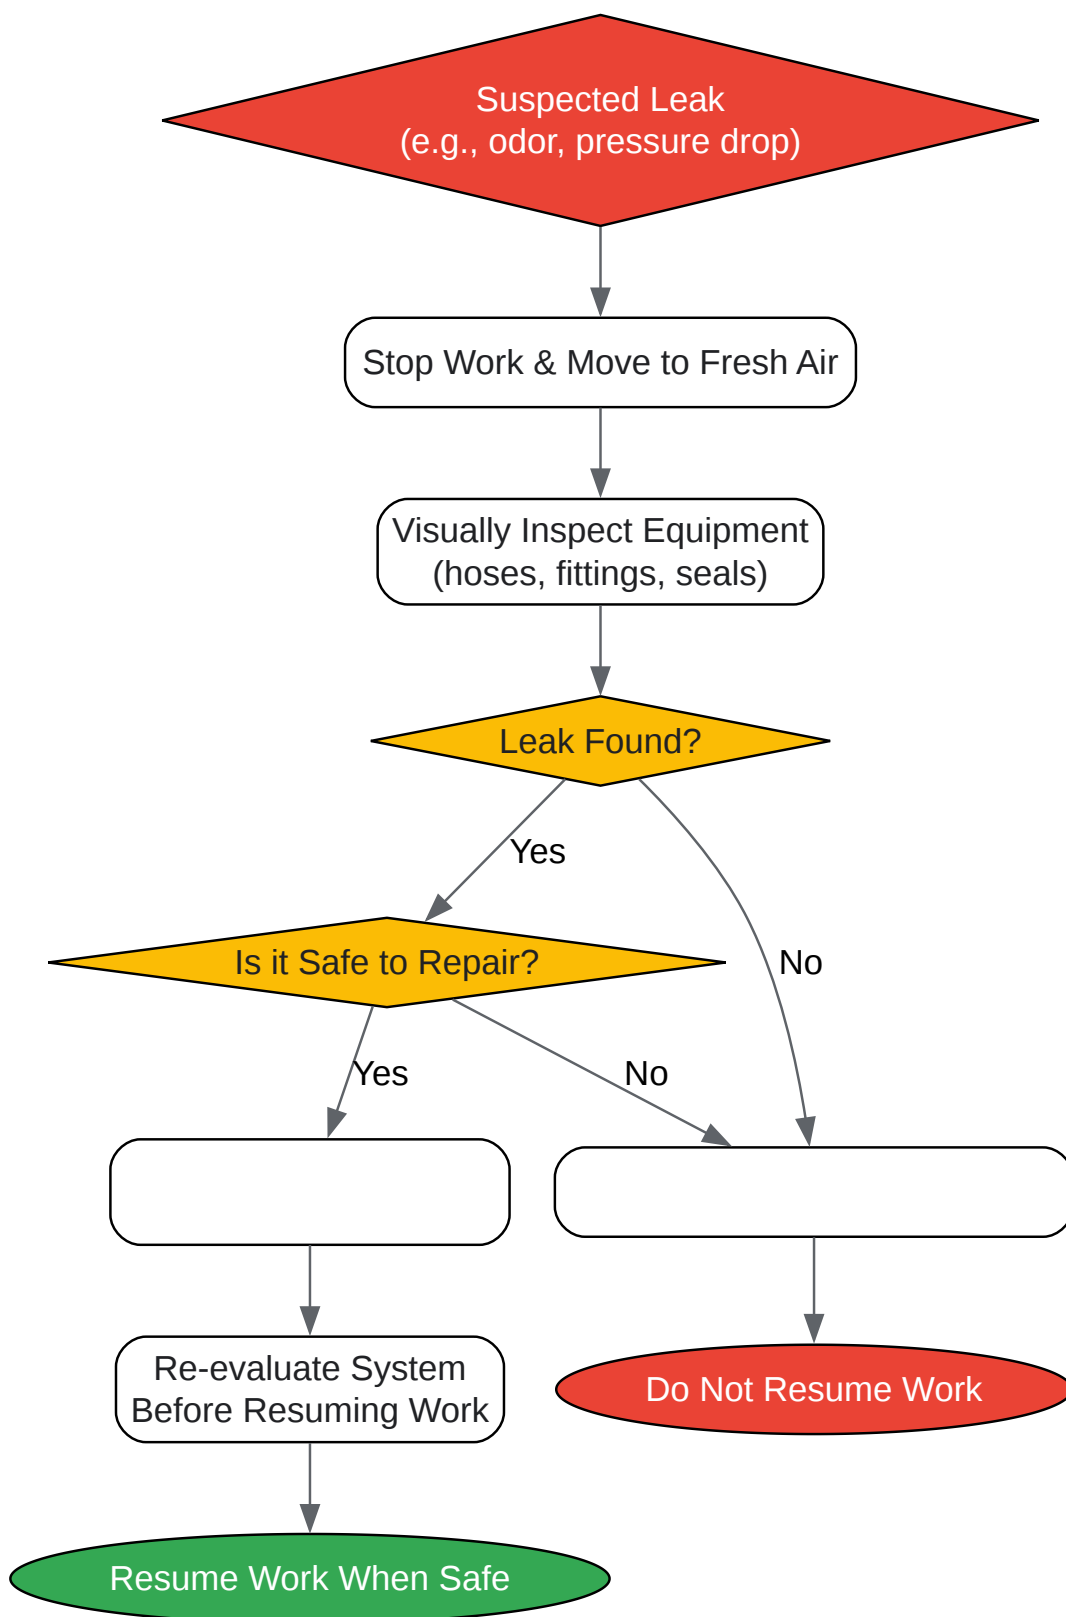 Suspected Leak
(e.g., odor, pressure drop)
Stop Work & Move to Fresh Air
Visually Inspect Equipment
(hoses, fittings, seals)
Leak Found?
Yes
Is it Safe to Repair?
No
Yes
No
Re-evaluate System
Before Resuming Work
Do Not Resume Work
Resume Work When Safe